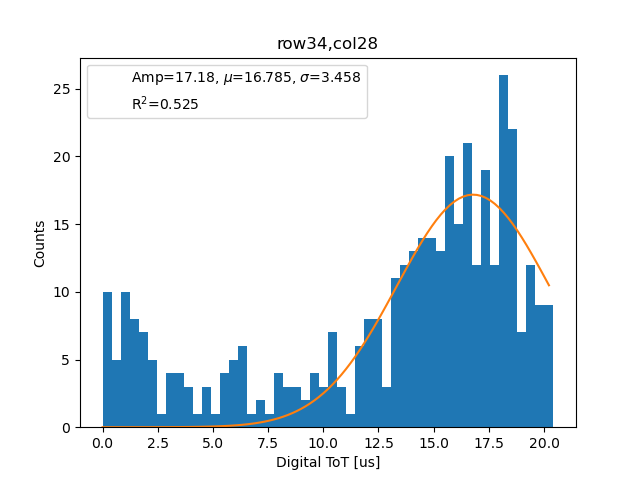 row34,col28
Amp=17.18, μ=16.785, σ=3.458
R²=0.525
25
20
15
10
5
0
Counts
0.0 2.5 5.0 7.5 10.0 12.5 15.0 17.5 20.0
Digital ToT [us]